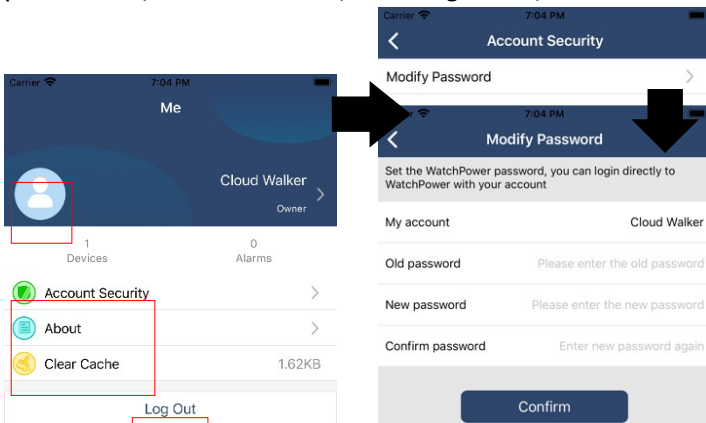 Carrier 7:04 PM
Me
Cloud Walker
Owner
1 0
Devices Alarms
Account Security
About
Clear Cache 1.62KB
Log Out
Carrier 7:04 PM
Account Security
Modify Password
7:04 PM
Modify Password
Set the WatchPower password, you can login directly to
WatchPower with your account
My account Cloud Walker
Old password Please enter the old password
New password Please enter the new password
Confirm password Enter new password again
Confirm